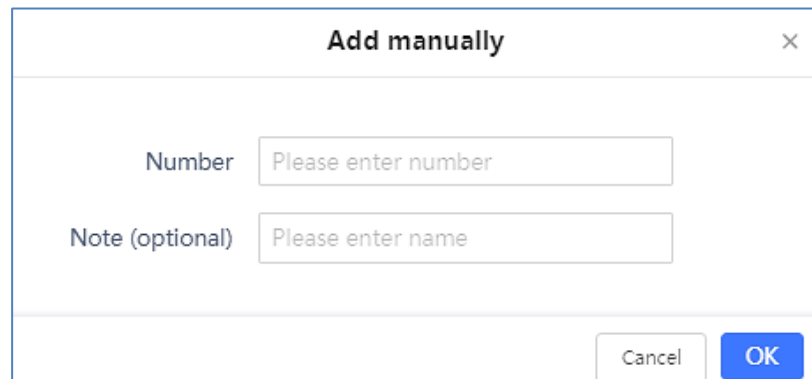 Add manually ×
Number Please enter number
Note (optional) Please enter name
Cancel OK